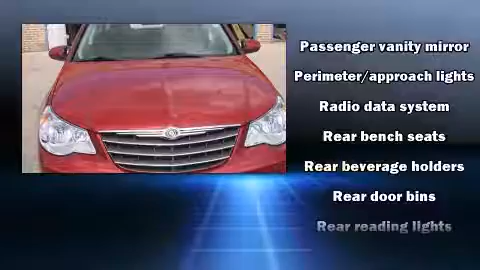 Passenger vanity mirror
Perimeter/approach lights
Radio data system
Rear bench seats
Rear beverage holders
Rear door bins
Rear reading lights